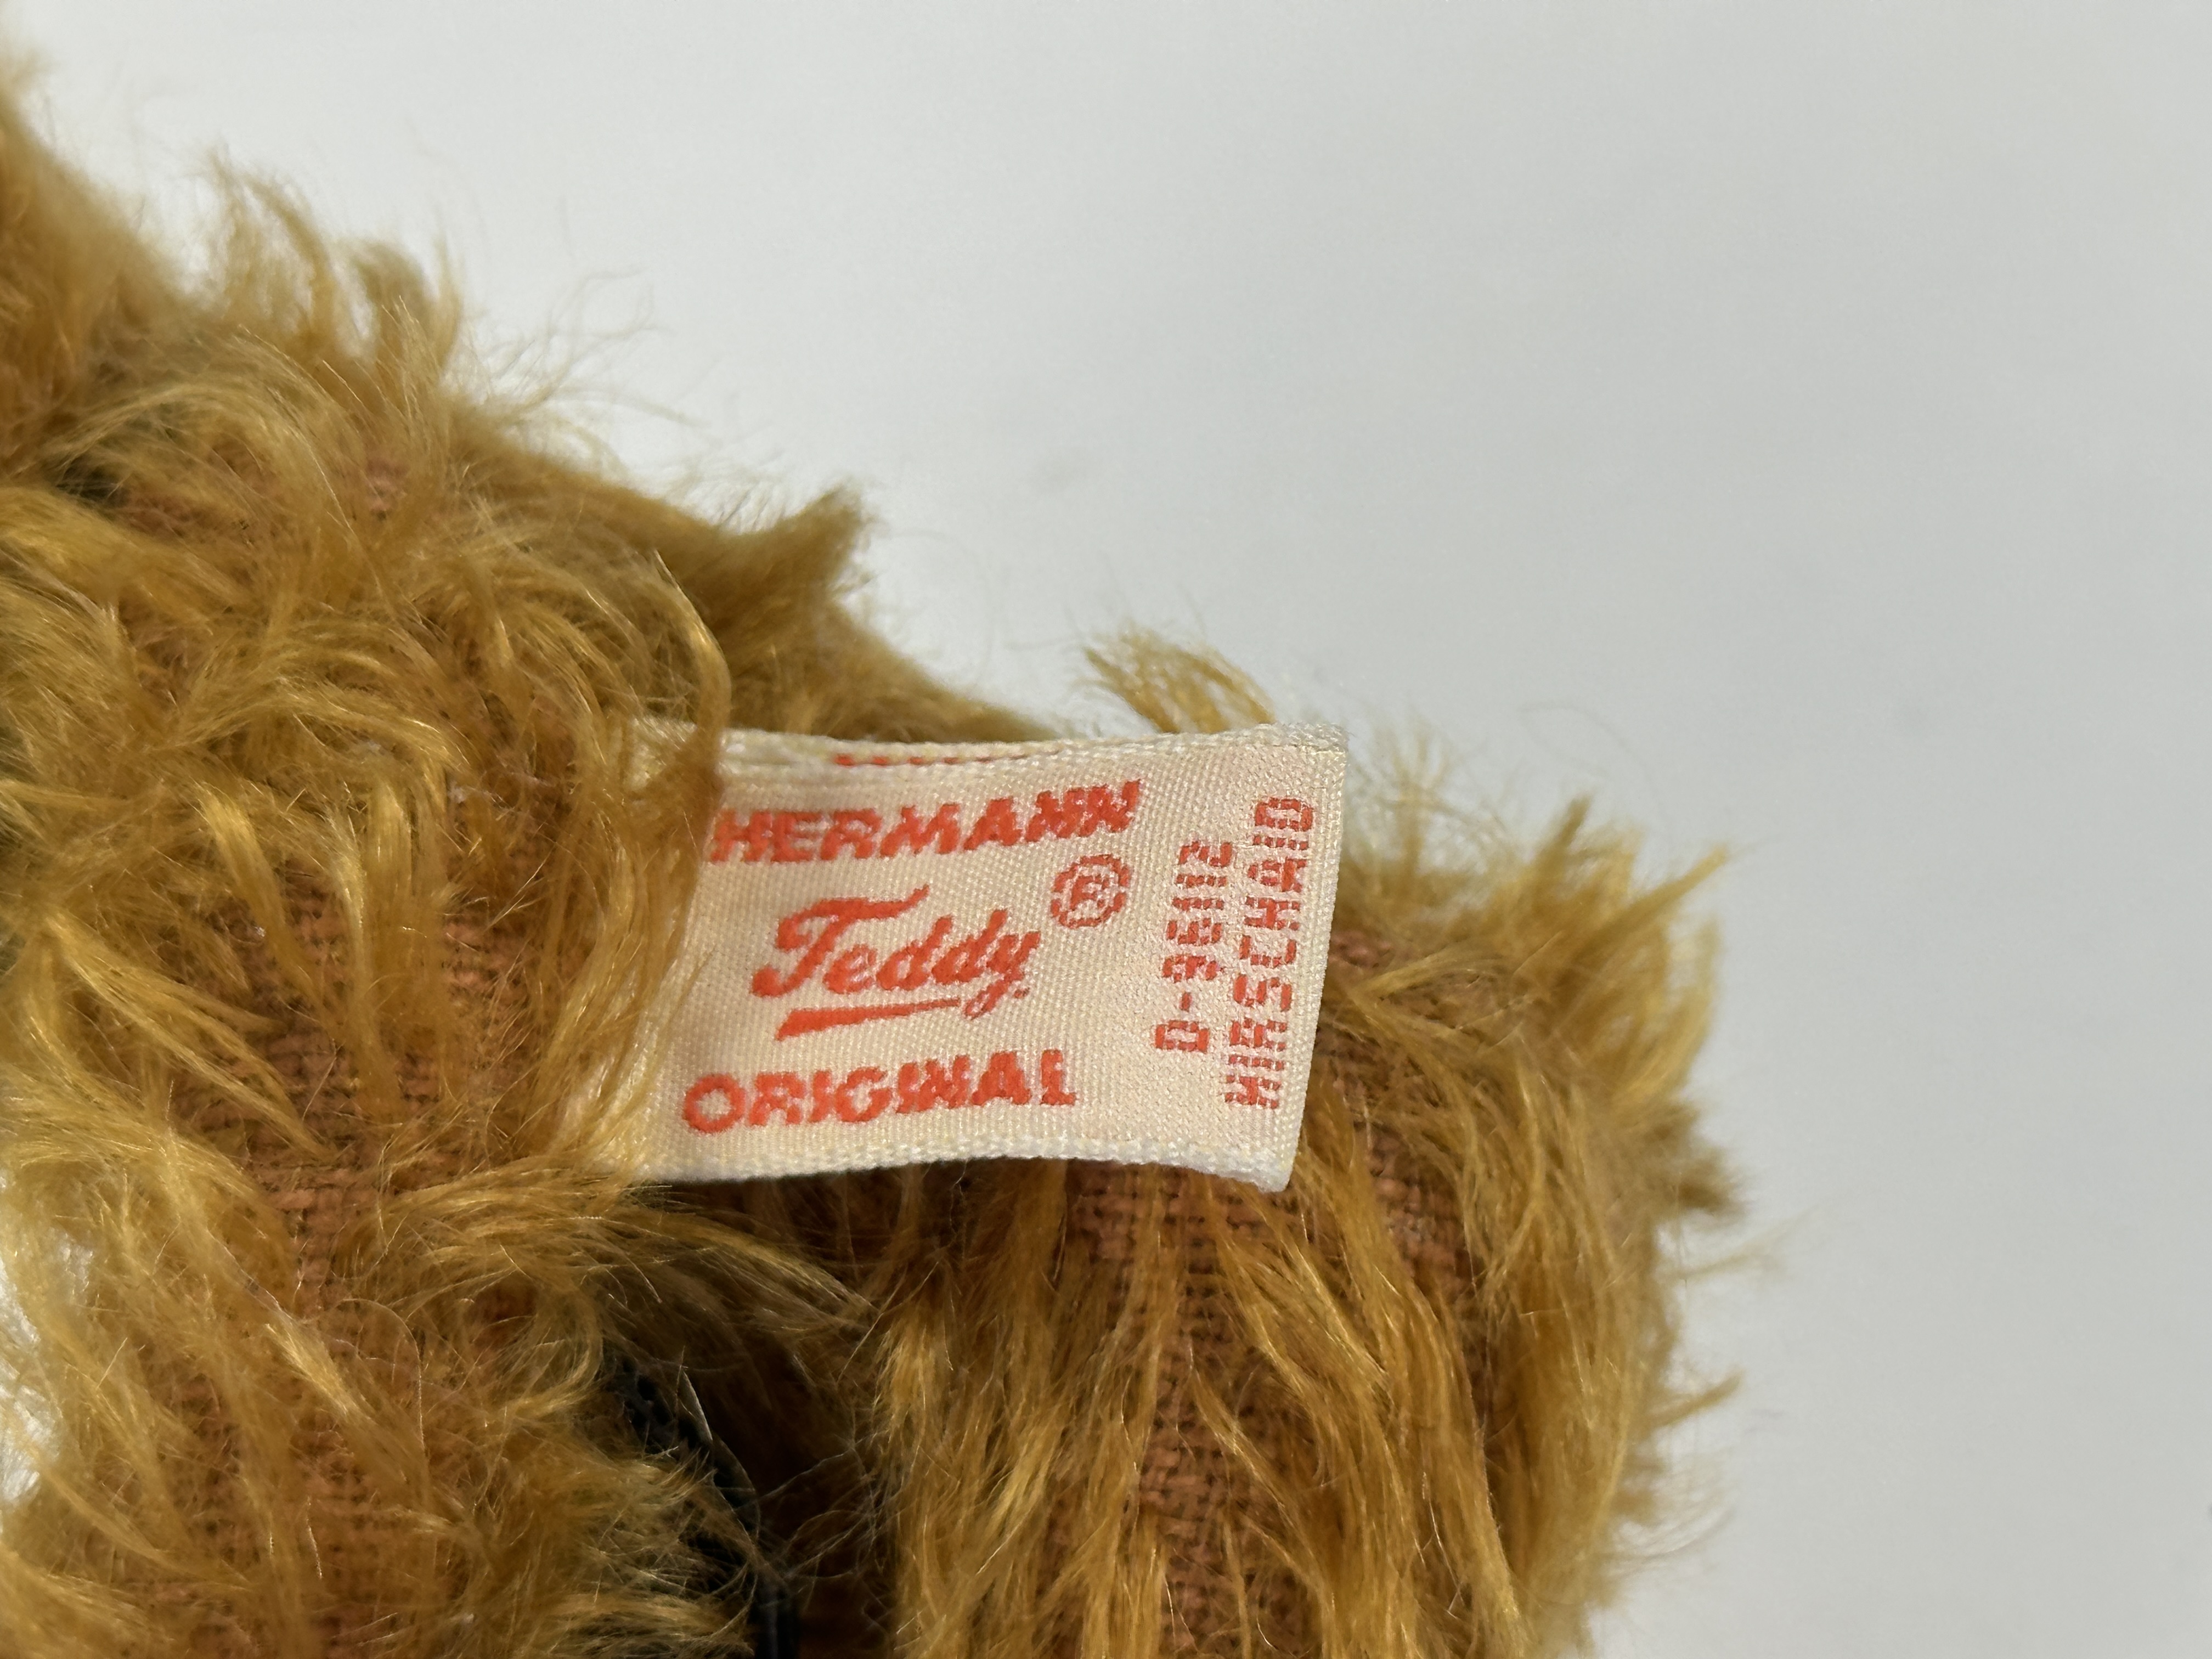 HERMANN
Teddy ®
ORIGINAL
D-96112
HIRSCHAID